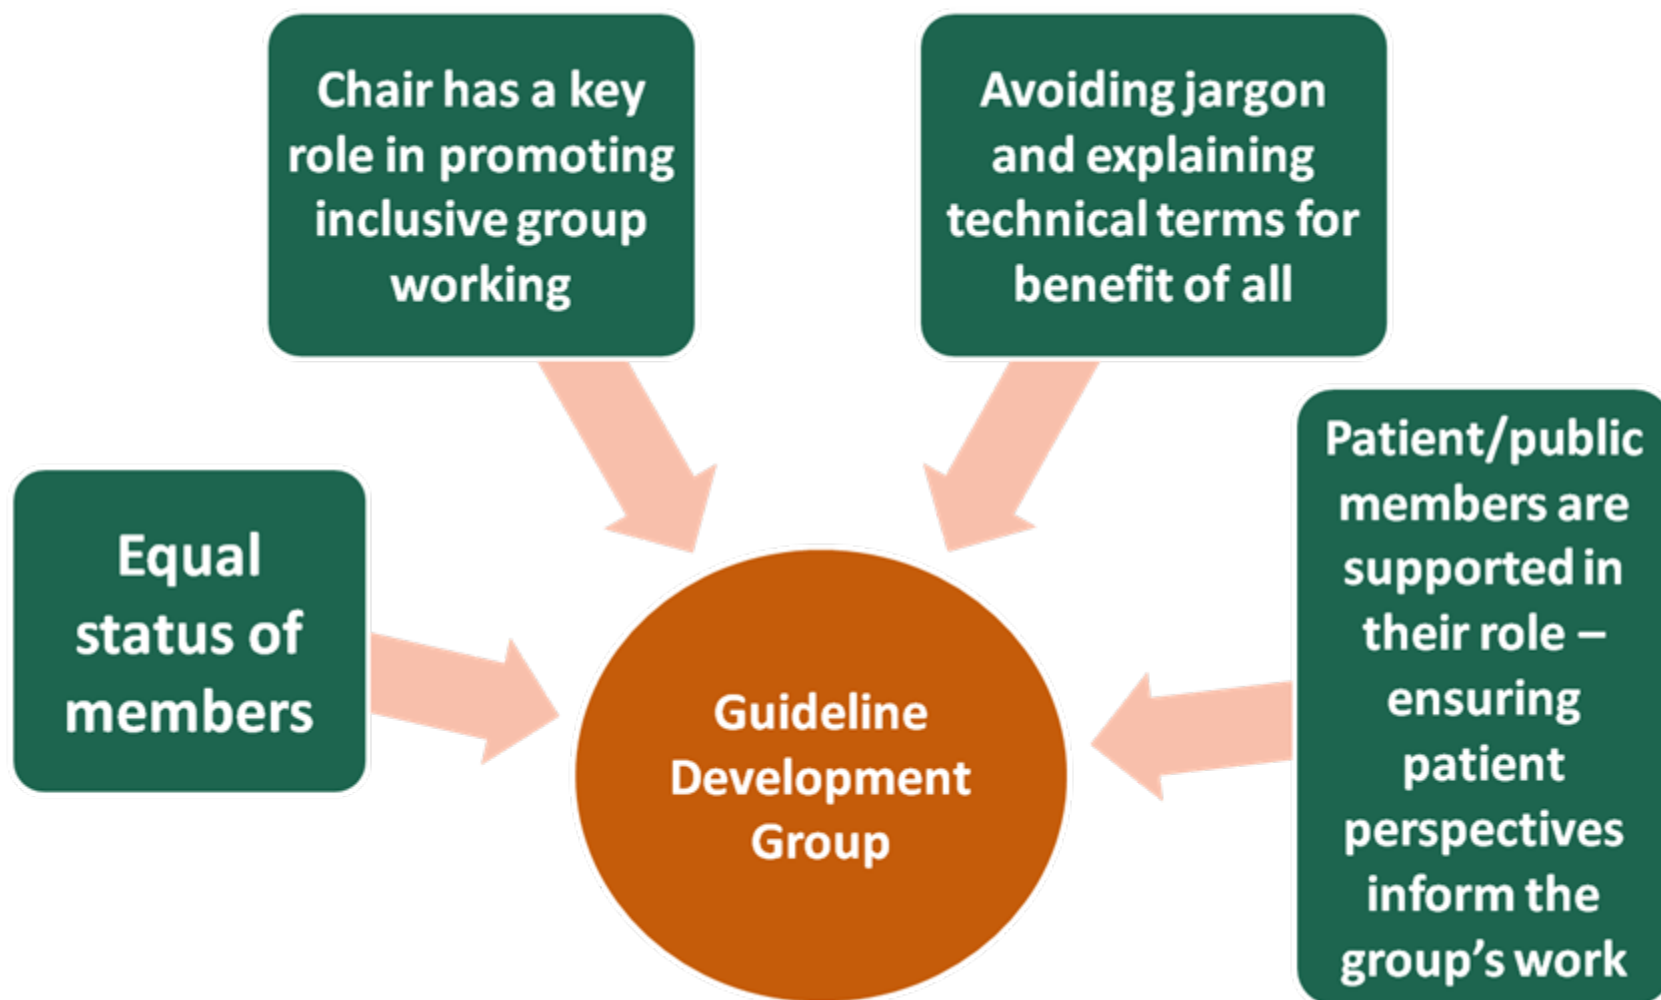 Chair has a key
role in promoting
inclusive group
working
Avoiding jargon
and explaining
technical terms for
benefit of all
Equal
status of
members
Patient/public
members are
supported in
their role –
ensuring
patient
perspectives
inform the
group’s work
Guideline
Development
Group